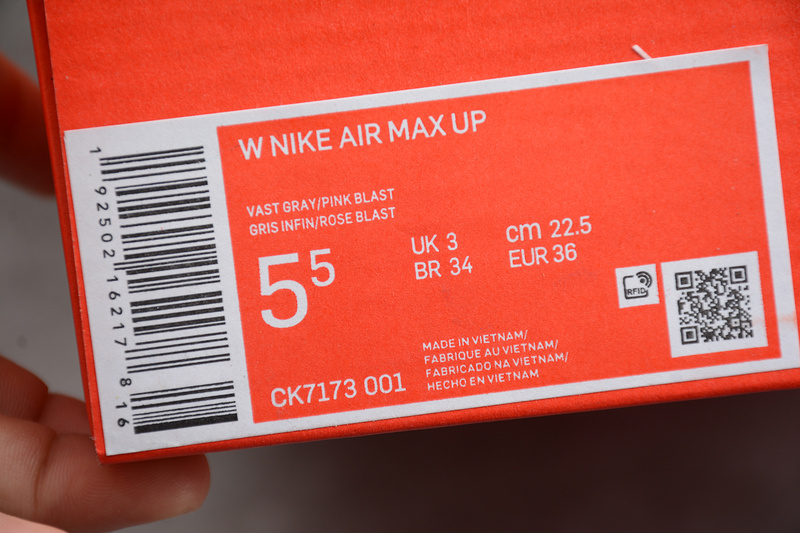 W NIKE AIR MAX UP
VAST GRAY/PINK BLAST
GRIS INFIN/ROSE BLAST
5 5
UK 3
BR 34
cm 22.5
EUR 36
RFID
MADE IN VIETNAM/
FABRIQUE AU VIETNAM/
FABRICADO NA VIETNAM/
HECHO EN VIETNAM
CK7173 001
1 92502 16217 8 16